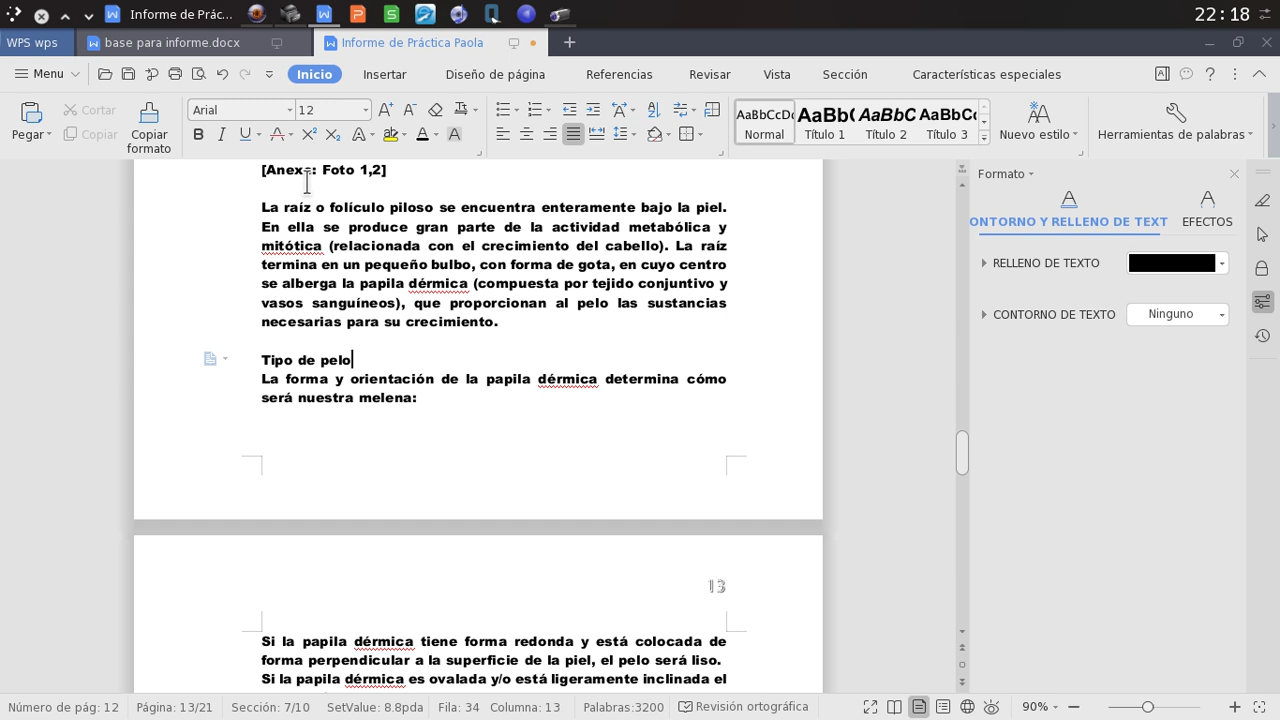 Informe de Prác...
22:18
WPS wps
base para informe.docx
Informe de Práctica Paola
Menu
Inicio
Insertar
Diseño de página
Referencias
Revisar
Vista
Sección
Características especiales
Pegar
Cortar
Copiar
Copiar formato
Arial
12
AaBbCcDc
Normal
AaBb(
Título 1
AaBbC
Título 2
AaBbCc
Título 3
Nuevo estilo
Herramientas de palabras
[Anexo: Foto 1,2]
La raíz o folículo piloso se encuentra enteramente bajo la piel.
En ella se produce gran parte de la actividad metabólica y
mitótica (relacionada con el crecimiento del cabello). La raíz
termina en un pequeño bulbo, con forma de gota, en cuyo centro
se alberga la papila dérmica (compuesta por tejido conjuntivo y
vasos sanguíneos), que proporcionan al pelo las sustancias
necesarias para su crecimiento.
Tipo de pelo
La forma y orientación de la papila dérmica determina cómo
será nuestra melena:
13
Si la papila dérmica tiene forma redonda y está colocada de
forma perpendicular a la superficie de la piel, el pelo será liso.
Si la papila dérmica es ovalada y/o está ligeramente inclinada el
Formato
ONTORNO Y RELLENO DE TEXT
EFECTOS
RELLENO DE TEXTO
CONTORNO DE TEXTO
Ninguno
Número de pág: 12
Página: 13/21
Sección: 7/10
SetValue: 8.8pda
Fila: 34
Columna: 13
Palabras:3200
Revisión ortográfica
90%